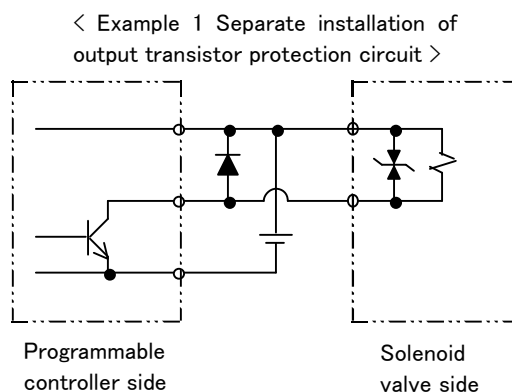 < Example 1 Separate installation of
output transistor protection circuit >
Programmable
controller side
Solenoid
valve side